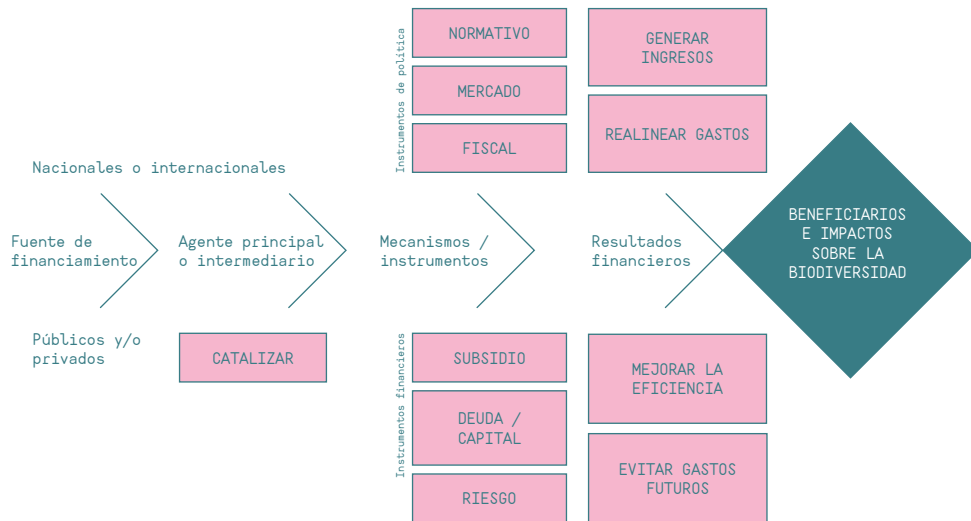 Nacionales o internacionales
Fuente de
financiamiento
Públicos y/o
privados
Agente principal
o intermediario
CATALIZAR
Instrumentos de política
NORMATIVO
MERCADO
FISCAL
Mecanismos /
instrumentos
Instrumentos financieros
SUBSIDIO
DEUDA /
CAPITAL
RIESGO
GENERAR
INGRESOS
REALINEAR GASTOS
Resultados
financieros
MEJORAR LA
EFICIENCIA
EVITAR GASTOS
FUTUROS
BENEFICIARIOS
E IMPACTOS
SOBRE LA
BIODIVERSIDAD